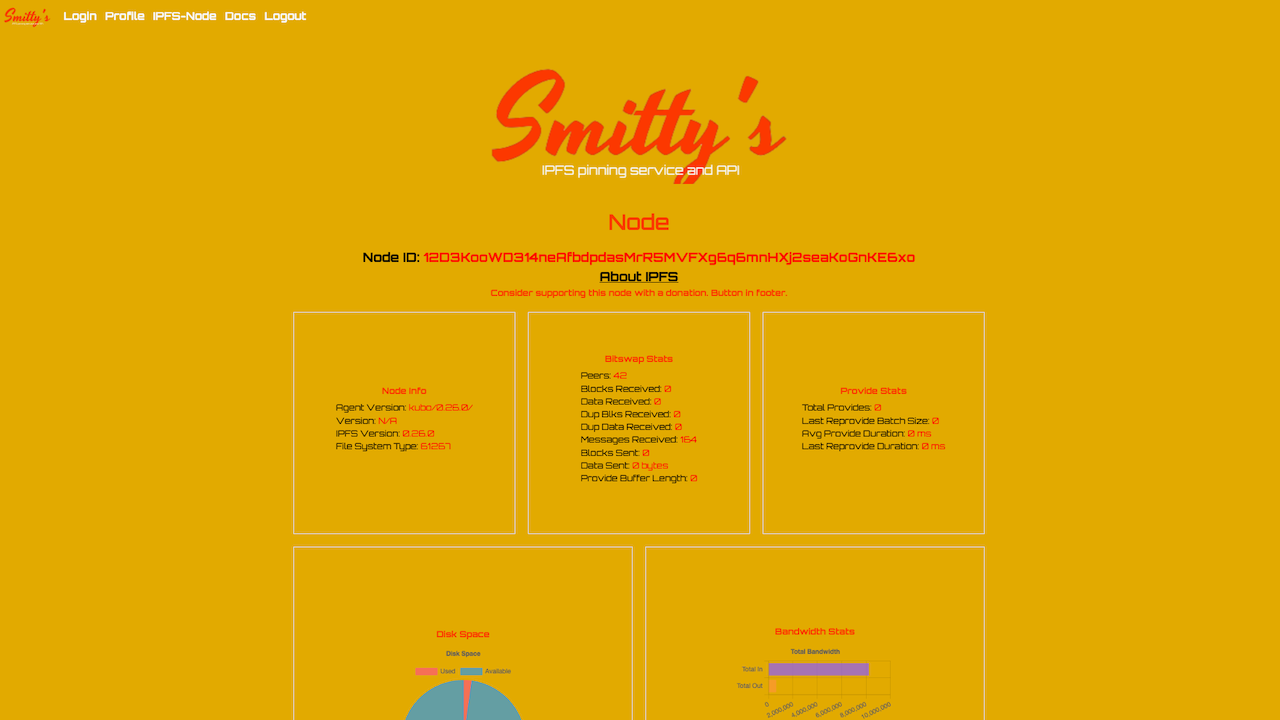 Smitty's Login Profile IPFS-Node Docs Logout
Smitty's
IPFS pinning service and API
Node
Node ID: 12D3KooWD314neAfbdpdasMrR5MVFXg6q6mnHXj2seaKoGnKE6xo
About IPFS
Consider supporting this node with a donation. Button in footer.
Node Info
Agent Version: kubo/0.26.0/
Version: N/A
IPFS Version: 0.26.0
File System Type: 61267
Bitswap Stats
Peers: 42
Blocks Received: 0
Data Received: 0
Dup Blks Received: 0
Dup Data Received: 0
Messages Received: 164
Blocks Sent: 0
Data Sent: 0 bytes
Provide Buffer Length: 0
Provide Stats
Total Provides: 0
Last Reprovide Batch Size: 0
Avg Provide Duration: 0 ms
Last Reprovide Duration: 0 ms
Disk Space
Disk Space
Used Available
Bandwidth Stats
Total Bandwidth
Total In
Total Out
0 2,000,000 4,000,000 6,000,000 8,000,000 10,000,000